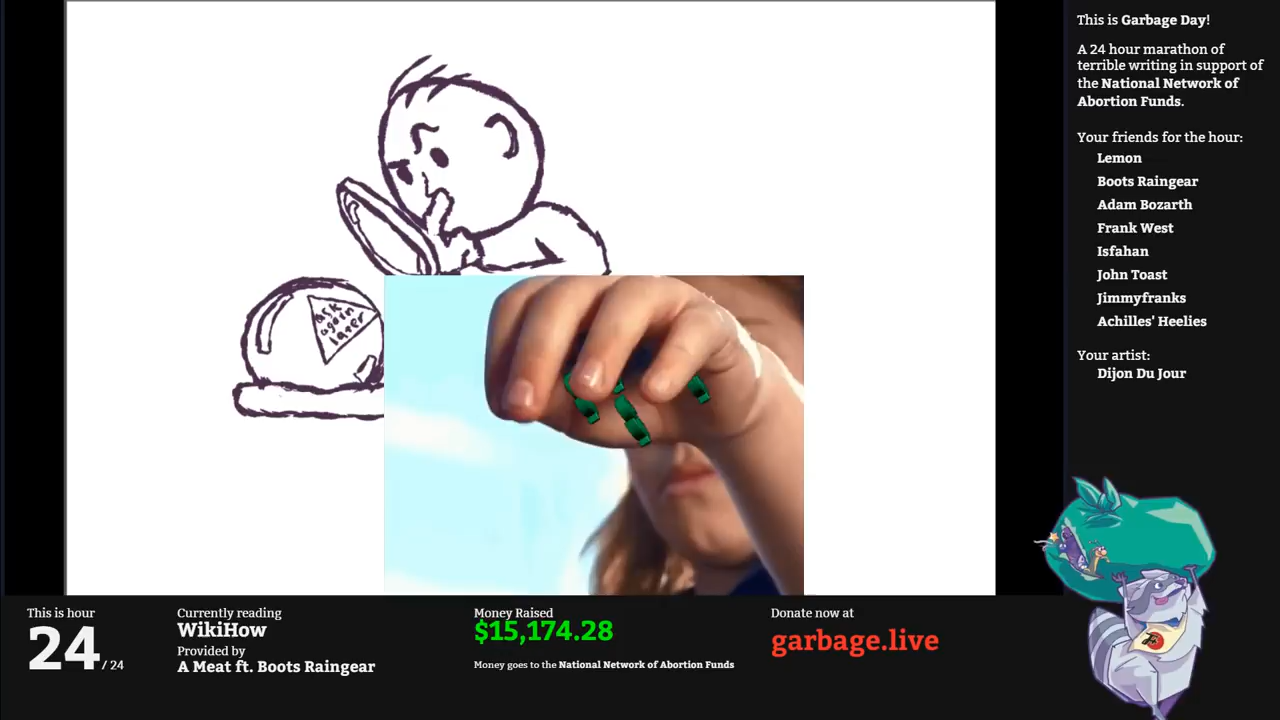 This is Garbage Day!
A 24 hour marathon of
terrible writing in support of
the National Network of
Abortion Funds.
Your friends for the hour:
Lemon
Boots Raingear
Adam Bozarth
Frank West
Isfahan
John Toast
Jimmyfranks
Achilles' Heelies
Your artist:
Dijon Du Jour
ask
again
later
This is hour
24/24
Currently reading
WikiHow
Provided by
A Meat ft. Boots Raingear
Money Raised
$15,174.28
Money goes to the National Network of Abortion Funds
Donate now at
garbage.live